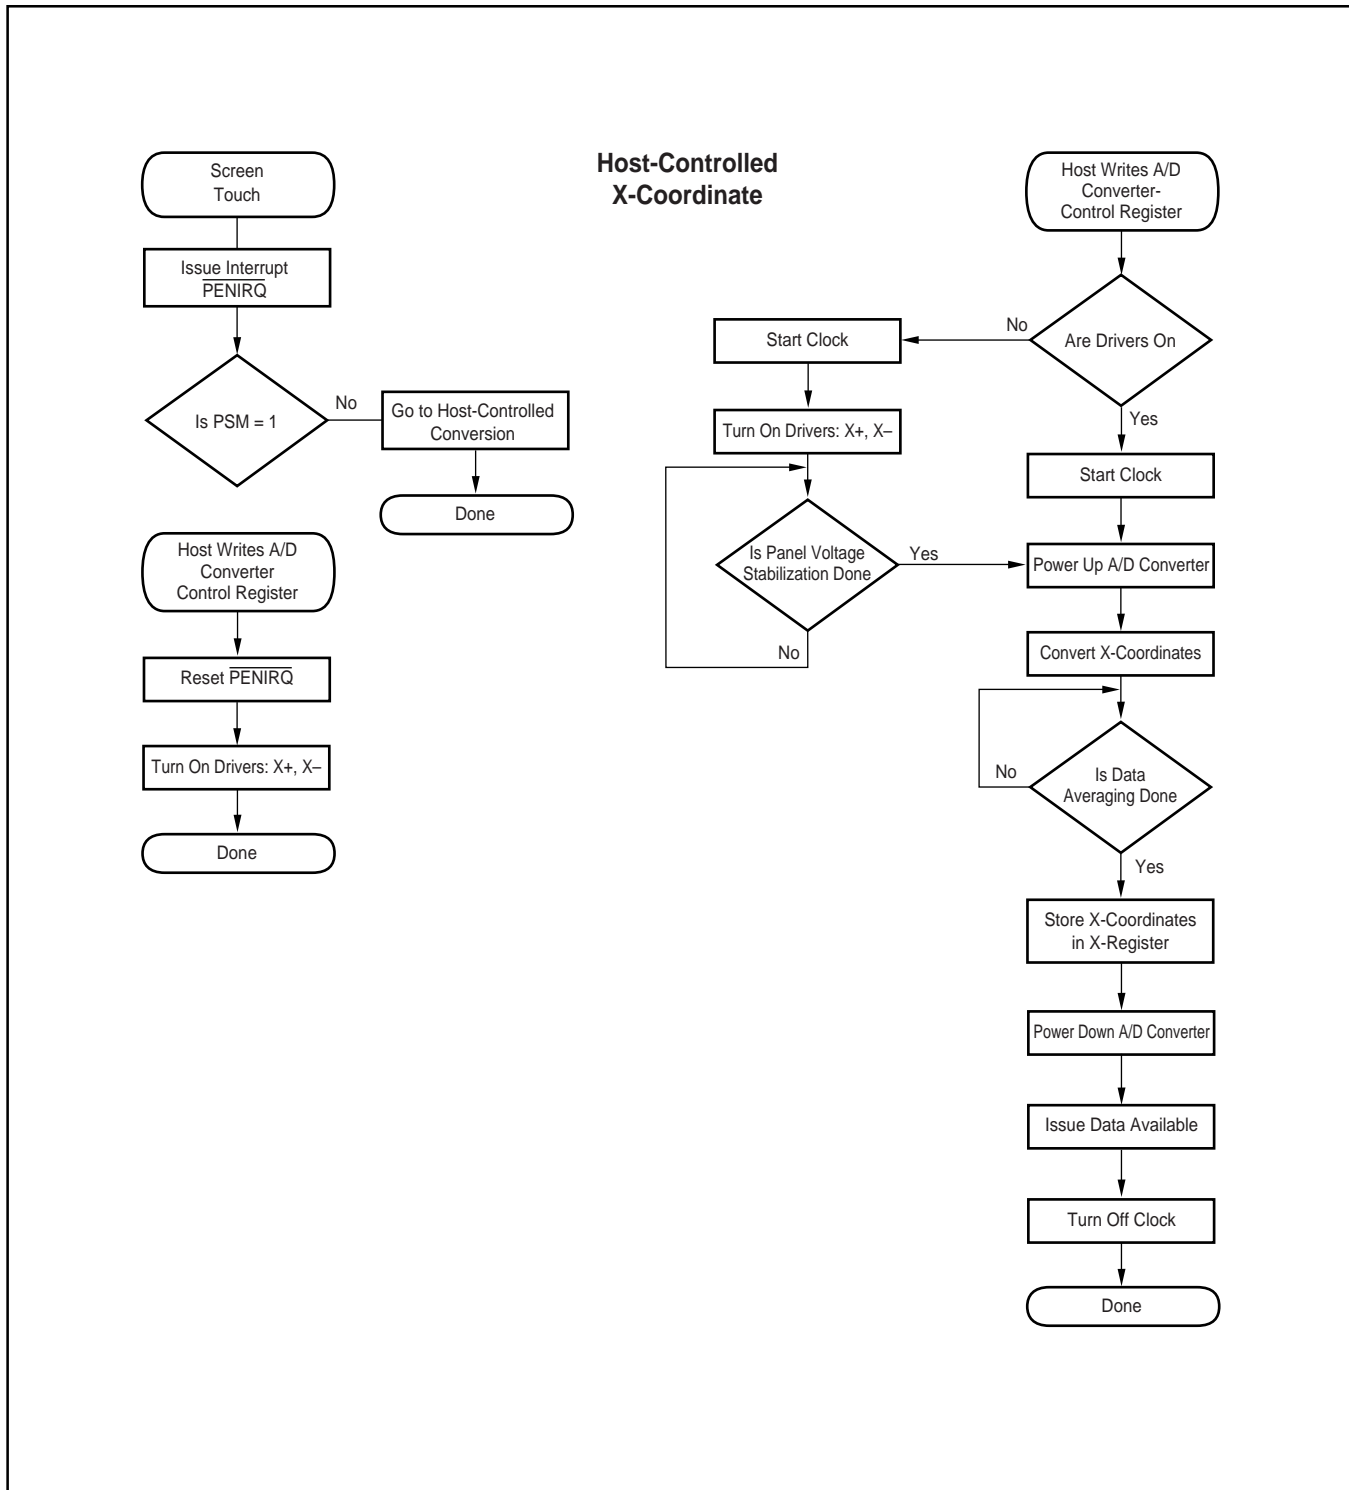 Host-Controlled
X-Coordinate
Screen
Touch
Issue Interrupt
PENIRQ
Is PSM = 1
No
Go to Host-Controlled
Conversion
Done
Host Writes A/D
Converter
Control Register
Reset PENIRQ
Turn On Drivers: X+, X–
Done
Host Writes A/D
Converter-
Control Register
Are Drivers On
No
Start Clock
Turn On Drivers: X+, X–
Is Panel Voltage
Stabilization Done
Yes
No
Yes
Start Clock
Power Up A/D Converter
Convert X-Coordinates
Is Data
Averaging Done
No
Yes
Store X-Coordinates
in X-Register
Power Down A/D Converter
Issue Data Available
Turn Off Clock
Done